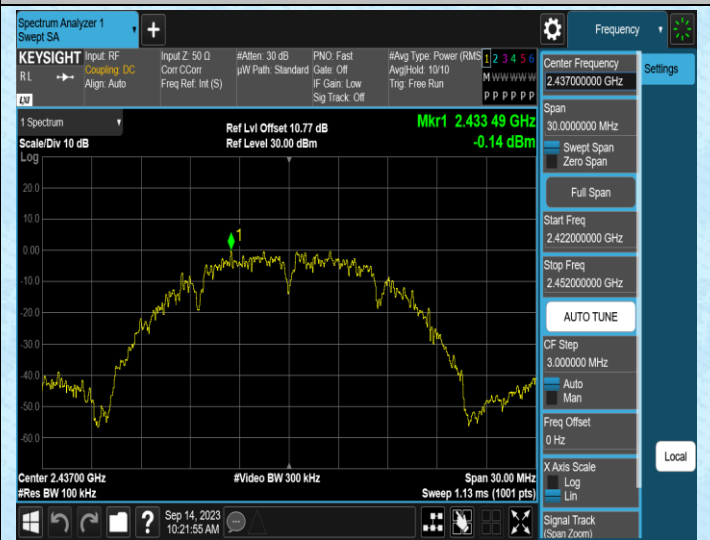 Spectrum Analyzer 1
Swept SA
Frequency
KEYSIGHT
RL
LXI
Input: RF
Coupling: DC
Align: Auto
Input Z: 50 Ω
Corr CCorr
Freq Ref: Int (S)
#Atten: 30 dB
µW Path: Standard
PNO: Fast
Gate: Off
IF Gain: Low
Sig Track: Off
#Avg Type: Power (RMS
Avg|Hold: 10/10
Trig: Free Run
1 2 3 4 5 6
M W W W W W
P P P P P P
1 Spectrum
Scale/Div 10 dB
Log
Ref Lvl Offset 10.77 dB
Ref Level 30.00 dBm
Mkr1 2.433 49 GHz
-0.14 dBm
1
20.0
10.0
0.00
-10.0
-20.0
-30.0
-40.0
-50.0
-60.0
Center 2.43700 GHz
#Res BW 100 kHz
#Video BW 300 kHz
Span 30.00 MHz
Sweep 1.13 ms (1001 pts)
Sep 14, 2023
10:21:55 AM
Center Frequency
2.437000000 GHz
Span
30.0000000 MHz
Swept Span
Zero Span
Full Span
Start Freq
2.422000000 GHz
Stop Freq
2.452000000 GHz
AUTO TUNE
CF Step
3.000000 MHz
Auto
Man
Freq Offset
0 Hz
X Axis Scale
Log
Lin
Signal Track
(Span Zoom)
Settings
Local